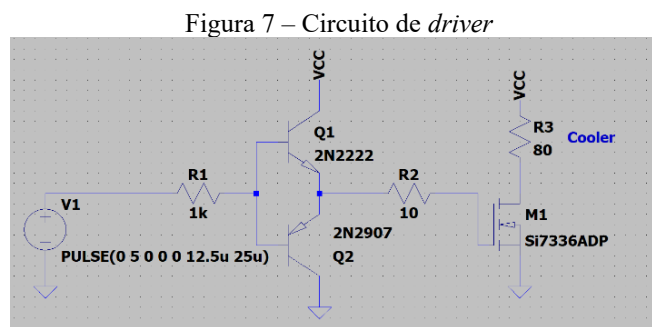 Figura 7 – Circuito de driver
VCC
VCC
Q1
2N2222
R3
80
Cooler
R1
1k
R2
10
V1
PULSE(0 5 0 0 0 12.5u 25u)
2N2907
Q2
M1
Si7336ADP